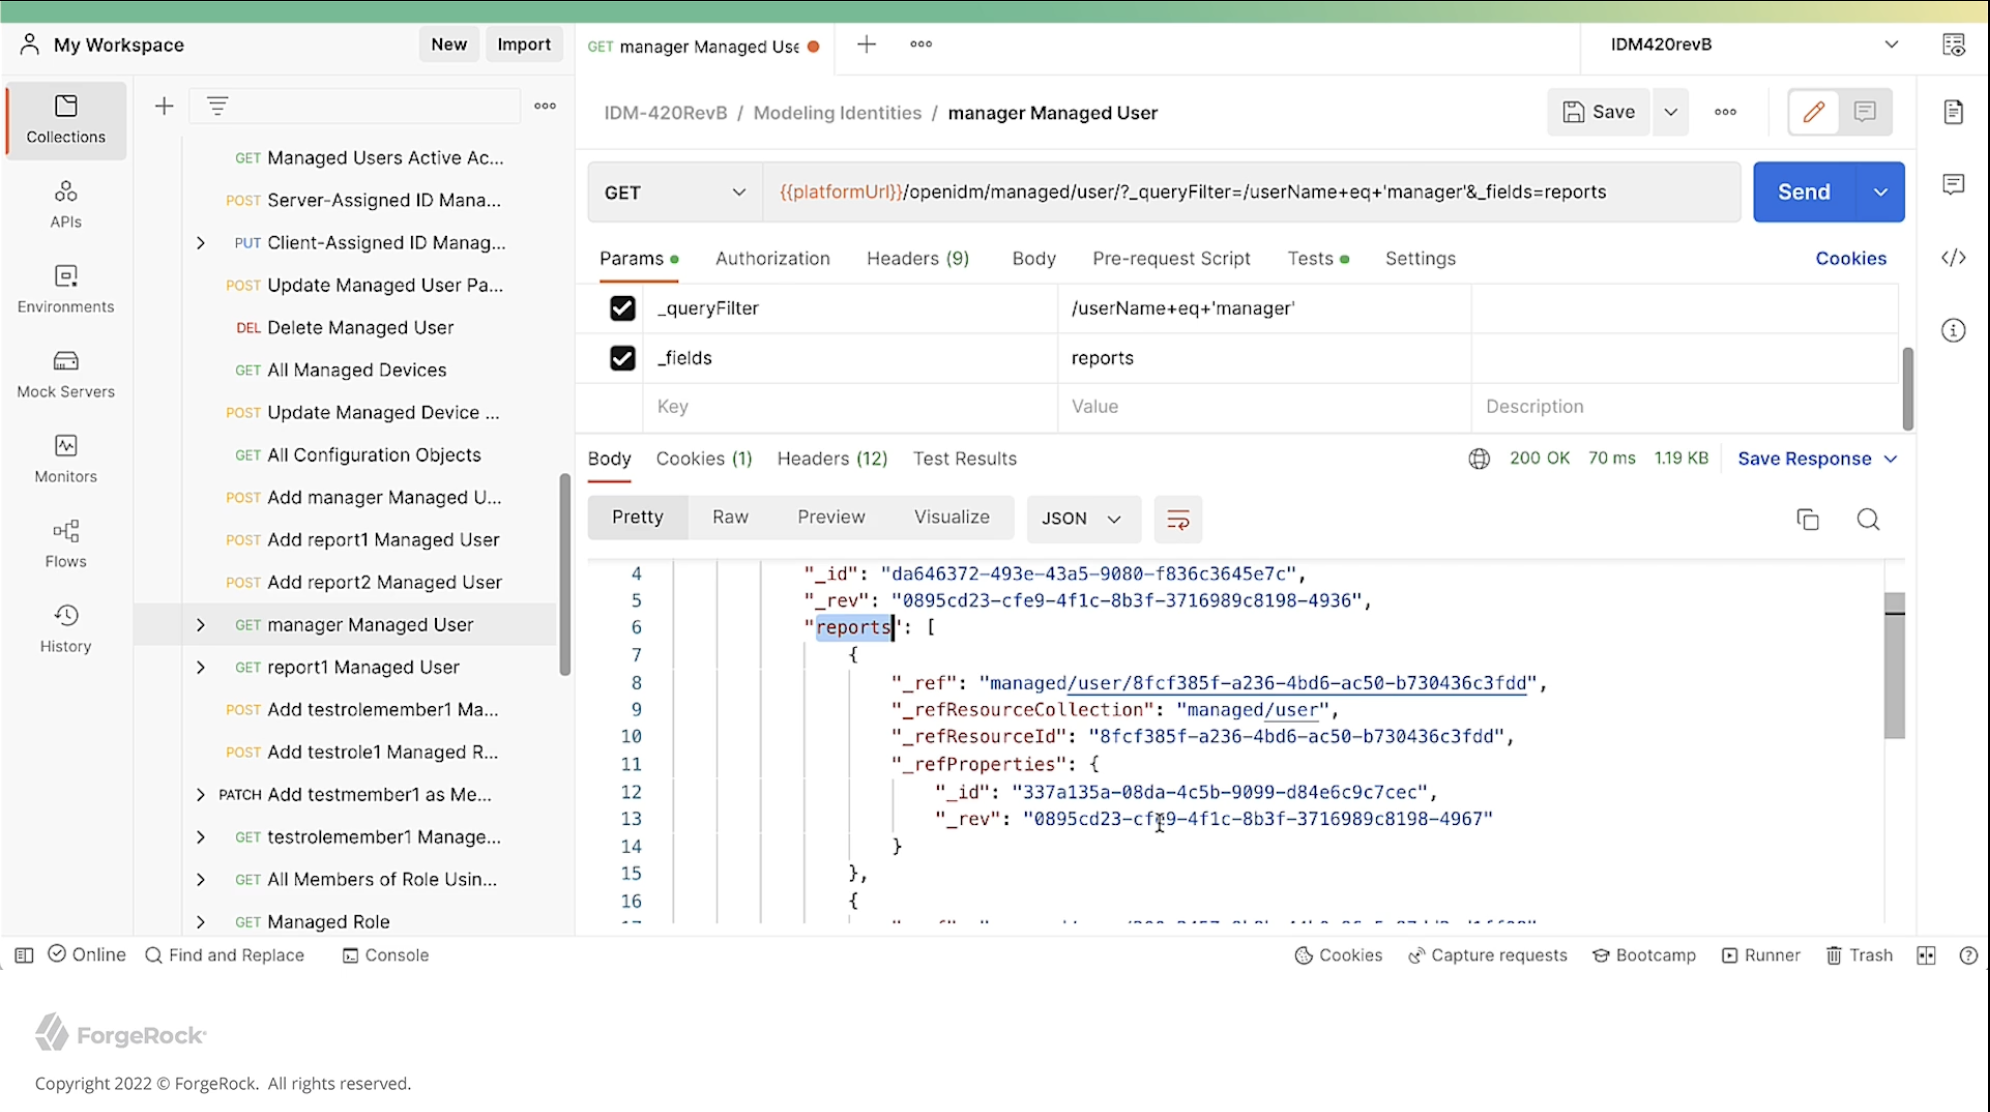 My Workspace
New
Import
GET manager Managed Use
IDM420revB
Collections
APIs
Environments
Mock Servers
Monitors
Flows
History
GET Managed Users Active Ac...
POST Server-Assigned ID Mana...
PUT Client-Assigned ID Manag...
POST Update Managed User Pa...
DEL Delete Managed User
GET All Managed Devices
POST Update Managed Device ...
GET All Configuration Objects
POST Add manager Managed U...
POST Add report1 Managed User
POST Add report2 Managed User
GET manager Managed User
GET report1 Managed User
POST Add testrolemember1 Ma...
POST Add testrole1 Managed R...
PATCH Add testmember1 as Me...
GET testrolemember1 Manage...
GET All Members of Role Usin...
GET Managed Role
IDM-420RevB / Modeling Identities / manager Managed User
Save
GET
{{platformUrl}}/openidm/managed/user/?_queryFilter=/userName+eq+'manager'&_fields=reports
Send
Params
Authorization
Headers (9)
Body
Pre-request Script
Tests
Settings
Cookies
_queryFilter
/userName+eq+'manager'
_fields
reports
Key
Value
Description
Body
Cookies (1)
Headers (12)
Test Results
200 OK
70 ms
1.19 KB
Save Response
Pretty
Raw
Preview
Visualize
JSON
4 "_id": "da646372-493e-43a5-9080-f836c3645e7c",
5 "_rev": "0895cd23-cfe9-4f1c-8b3f-3716989c8198-4936",
6 "reports": [
7 {
8 "_ref": "managed/user/8fcf385f-a236-4bd6-ac50-b730436c3fdd",
9 "_refResourceCollection": "managed/user",
10 "_refResourceId": "8fcf385f-a236-4bd6-ac50-b730436c3fdd",
11 "_refProperties": {
12 "_id": "337a135a-08da-4c5b-9099-d84e6c9c7cec",
13 "_rev": "0895cd23-cfe9-4f1c-8b3f-3716989c8198-4967"
14 }
15 },
16 {
Online
Find and Replace
Console
Cookies
Capture requests
Bootcamp
Runner
Trash
ForgeRock
Copyright 2022 © ForgeRock. All rights reserved.